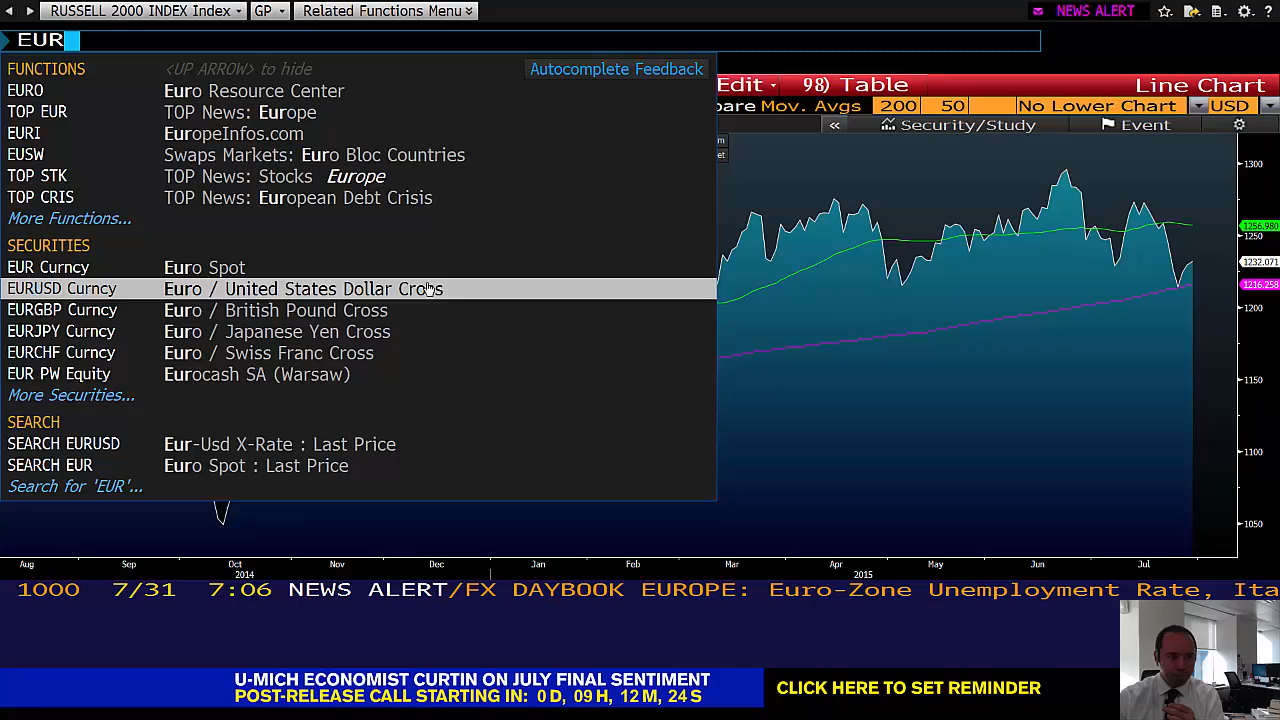 RUSSELL 2000 INDEX Index GP Related Functions Menu NEWS ALERT ?
EUR
FUNCTIONS <UP ARROW> to hide Autocomplete Feedback
EURO Euro Resource Center
TOP EUR TOP News: Europe
EURI EuropeInfos.com
EUSW Swaps Markets: Euro Bloc Countries
TOP STK TOP News: Stocks Europe
TOP CRIS TOP News: European Debt Crisis
More Functions...
SECURITIES
EUR Curncy Euro Spot
EURUSD Curncy Euro / United States Dollar Cross
EURGBP Curncy Euro / British Pound Cross
EURJPY Curncy Euro / Japanese Yen Cross
EURCHF Curncy Euro / Swiss Franc Cross
EUR PW Equity Eurocash SA (Warsaw)
More Securities...
SEARCH
SEARCH EURUSD Eur-Usd X-Rate : Last Price
SEARCH EUR Euro Spot : Last Price
Search for 'EUR'...
Edit 98) Table Line Chart
pare Mov. Avgs 200 50 No Lower Chart USD
« Security/Study Event
m
et
1300
1256.980
1250
1232.071
1216.258
1200
1150
1100
1050
Aug Sep Oct Nov Dec Jan Feb Mar Apr May Jun Jul
2014 2015
1000 7/31 7:06 NEWS ALERT/FX DAYBOOK EUROPE: Euro-Zone Unemployment Rate, Ita
U-MICH ECONOMIST CURTIN ON JULY FINAL SENTIMENT
POST-RELEASE CALL STARTING IN: 0 D, 09 H, 12 M, 24 S
CLICK HERE TO SET REMINDER